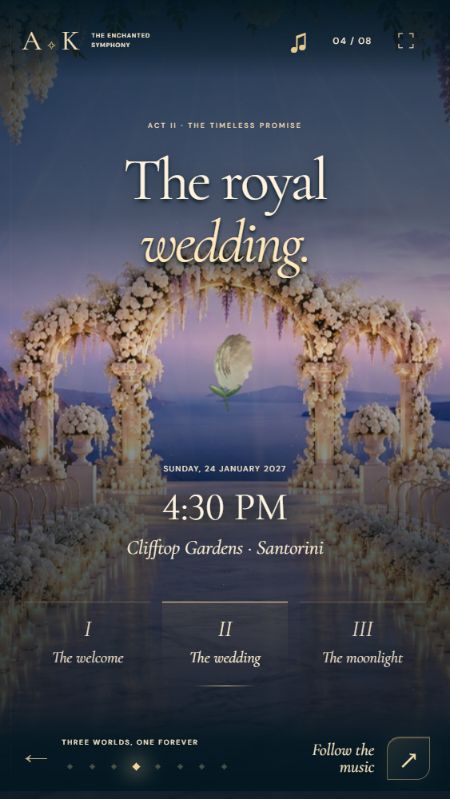 A ✧ K
THE ENCHANTED
SYMPHONY
04 / 08
ACT II · THE TIMELESS PROMISE
The royal
wedding.
SUNDAY, 24 JANUARY 2027
4:30 PM
Clifftop Gardens · Santorini
I
II
III
The welcome
The wedding
The moonlight
THREE WORLDS, ONE FOREVER
Follow the
music